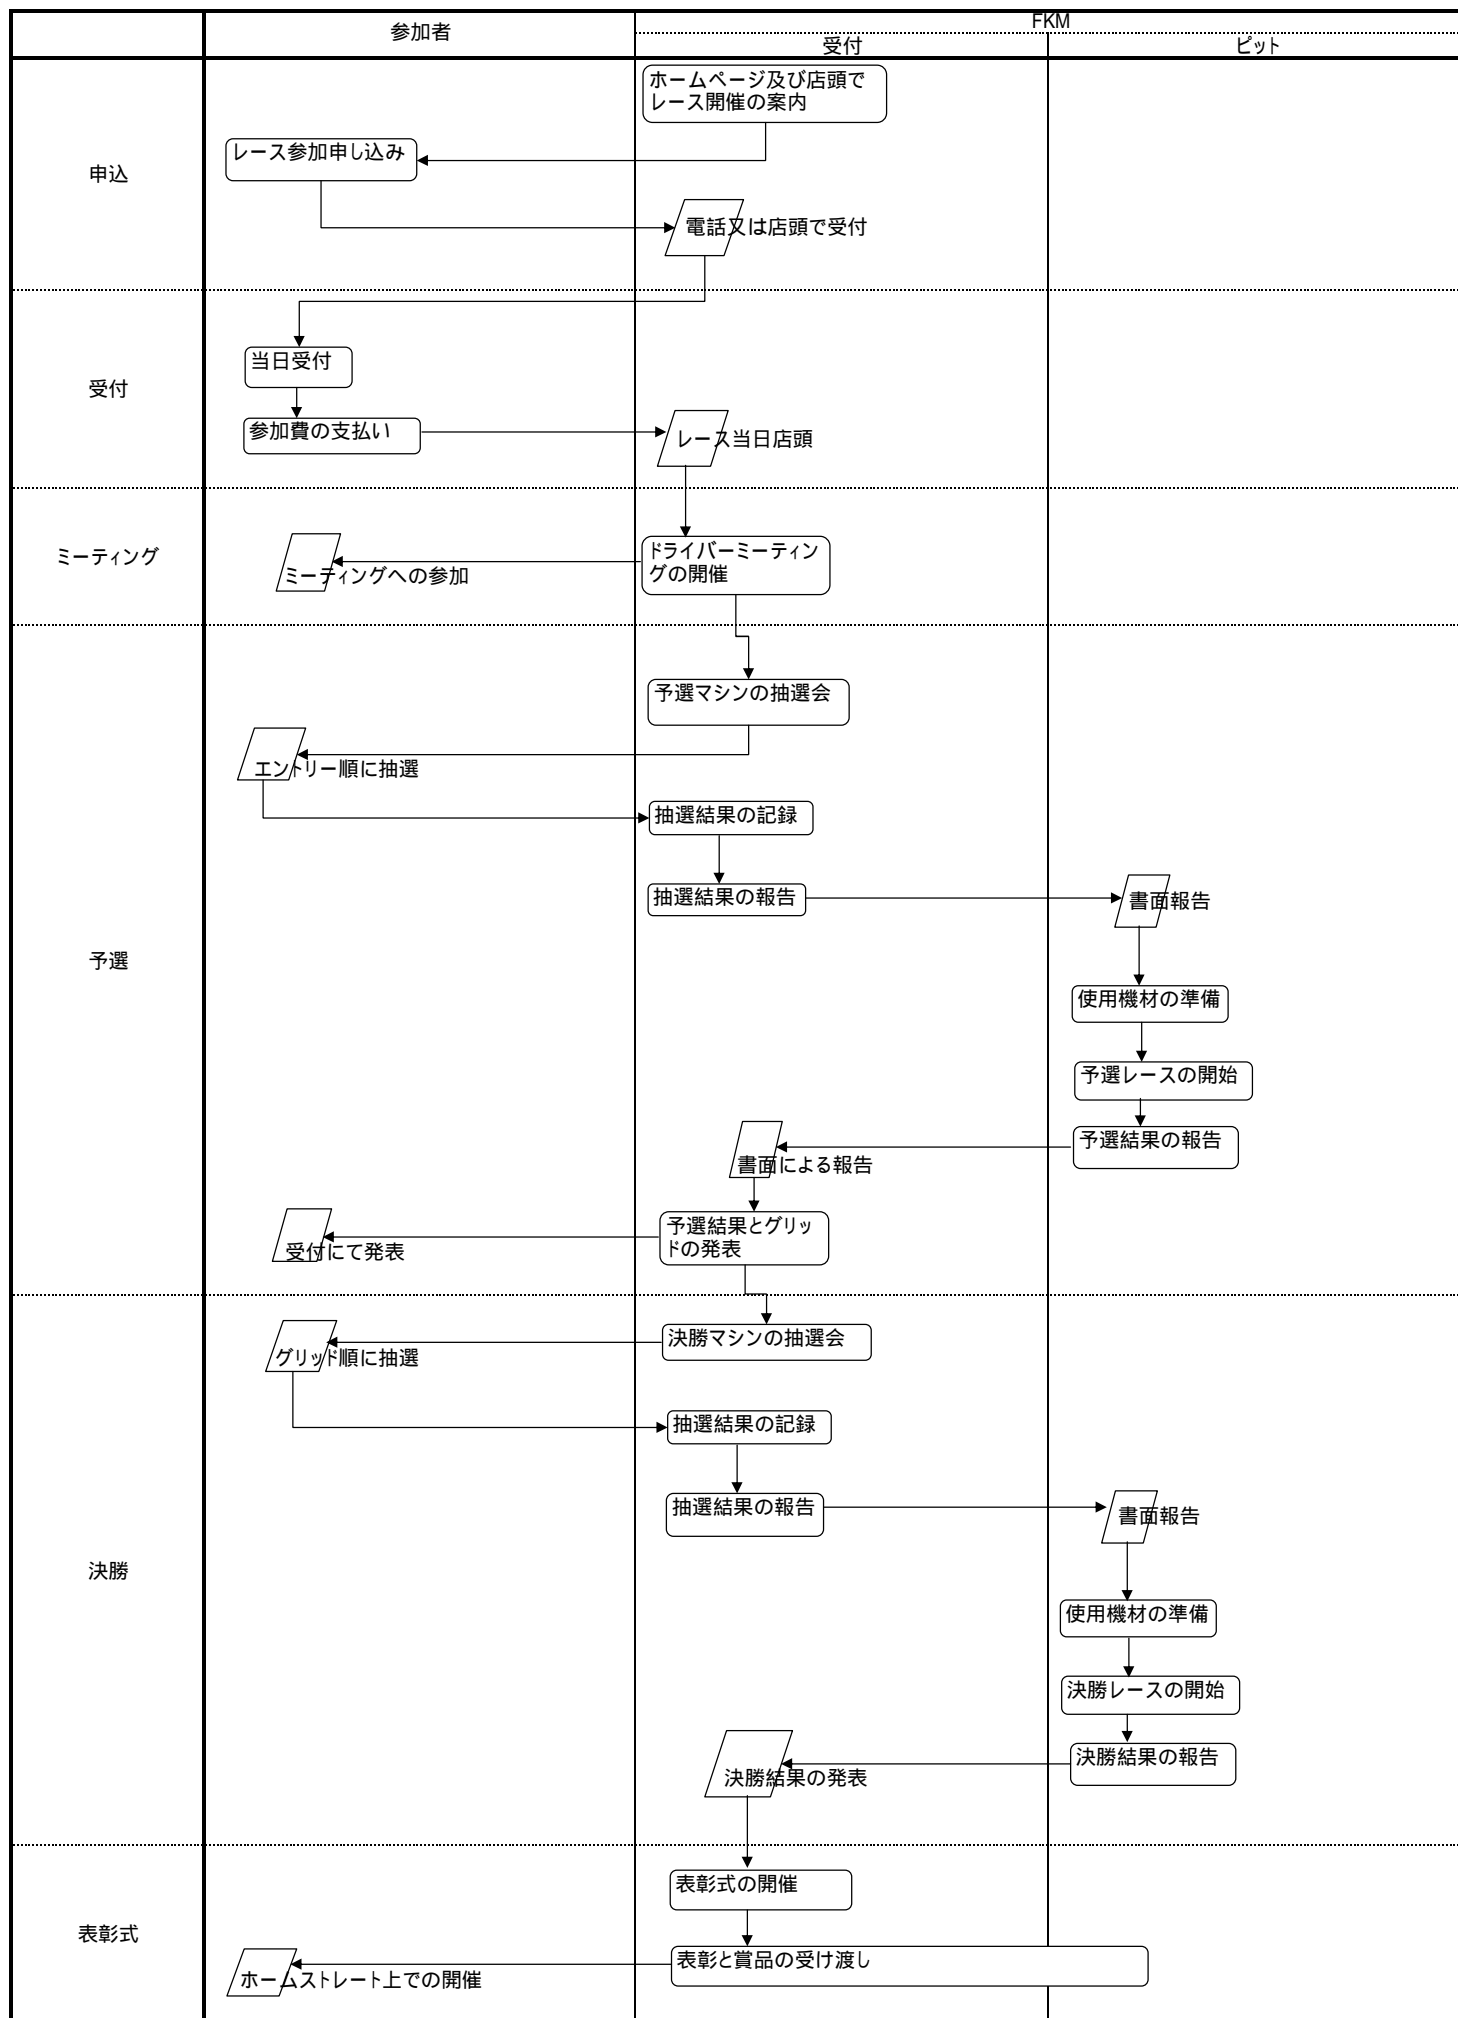 参加者
FKM
受付
ピット
申込
ホームページ及び店頭で
レース開催の案内
レース参加申し込み
電話又は店頭で受付
受付
当日受付
参加費の支払い
レース当日店頭
ミーティング
ドライバーミーティン
グの開催
ミーティングへの参加
予選
予選マシンの抽選会
エントリー順に抽選
抽選結果の記録
抽選結果の報告
書面報告
使用機材の準備
予選レースの開始
予選結果の報告
書面による報告
予選結果とグリッ
ドの発表
受付にて発表
決勝
決勝マシンの抽選会
グリッド順に抽選
抽選結果の記録
抽選結果の報告
書面報告
使用機材の準備
決勝レースの開始
決勝結果の報告
決勝結果の発表
表彰式
表彰式の開催
表彰と賞品の受け渡し
ホームストレート上での開催